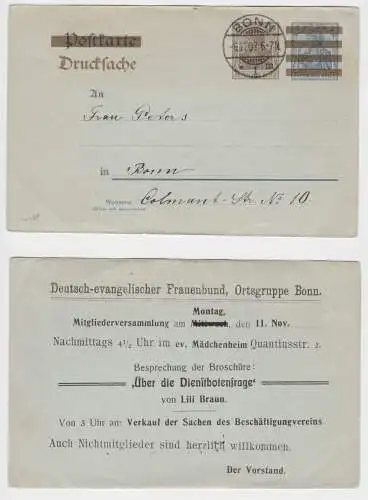 Postkarte
Drucksache
BONN
An
Frau Peters
in Bonn
Wohnung Colmant-Str. No 10
Deutsch-evangelischer Frauenbund, Ortsgruppe Bonn.
Montag,
Mitgliederversammlung am Mittwoch den 11. Nov.
Nachmittags 4½ Uhr im ev. Mädchenheim Quantiusstr. 2.
Besprechung der Broschüre:
„Über die Dienstbotenfrage“
von Lili Braun.
Von 3 Uhr an: Verkauf der Sachen des Beschäftigungvereins
Auch Nichtmitglieder sind herzlich willkommen.
Der Vorstand.